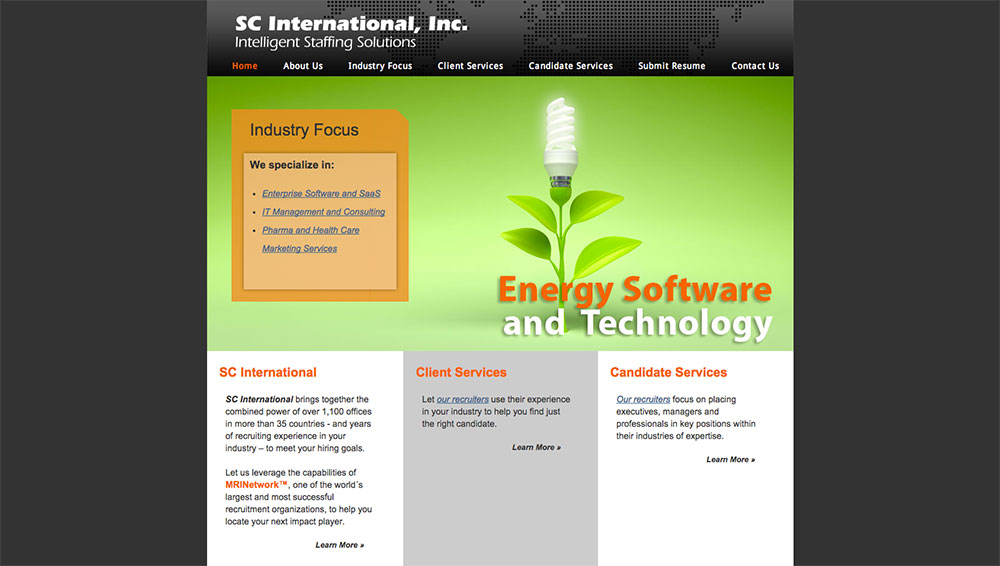 SC International, Inc.
Intelligent Staffing Solutions
Home About Us Industry Focus Client Services Candidate Services Submit Resume Contact Us
Industry Focus
We specialize in:
• Enterprise Software and SaaS
• IT Management and Consulting
• Pharma and Health Care
Marketing Services
Energy Software
and Technology
SC International
SC International brings together the
combined power of over 1,100 offices
in more than 35 countries - and years
of recruiting experience in your
industry – to meet your hiring goals.
Let us leverage the capabilities of
MRINetwork™, one of the world´s
largest and most successful
recruitment organizations, to help you
locate your next impact player.
Learn More »
Client Services
Let our recruiters use their experience
in your industry to help you find just
the right candidate.
Learn More »
Candidate Services
Our recruiters focus on placing
executives, managers and
professionals in key positions within
their industries of expertise.
Learn More »